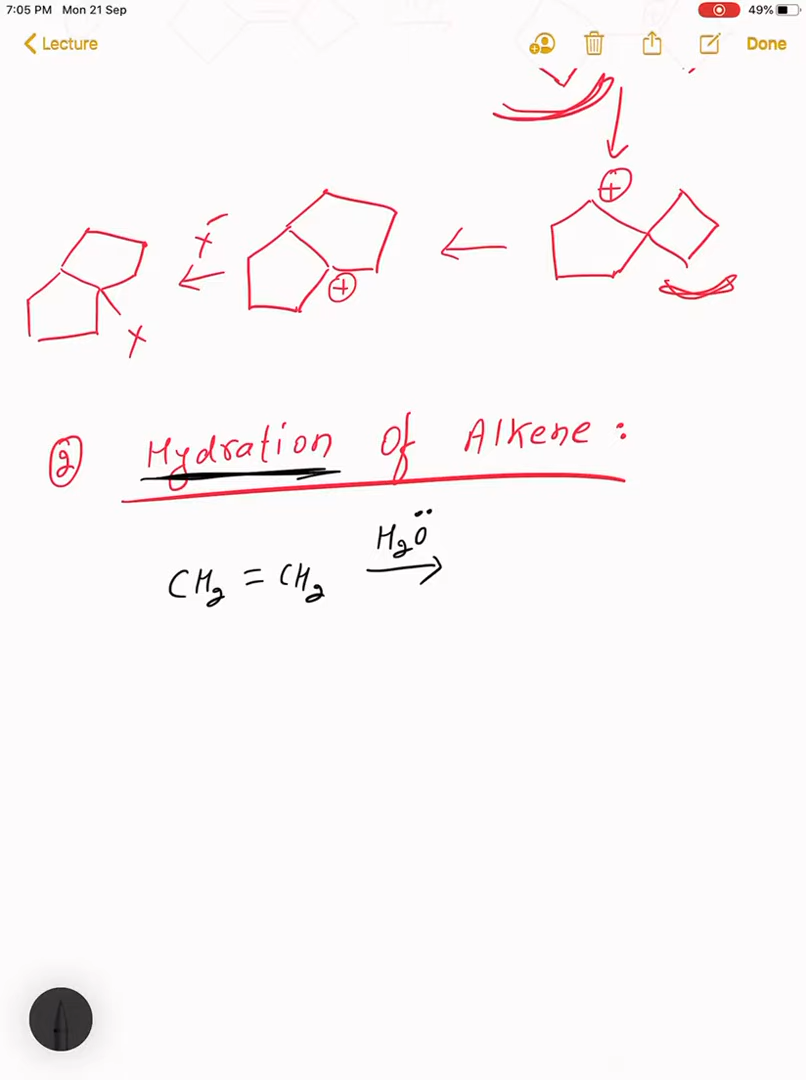 7:05 PM Mon 21 Sep
49%
Lecture
Done
⊕
X⁻
⊕
X
② Hydration Of Alkene :
CH₂ = CH₂ H₂Ö →